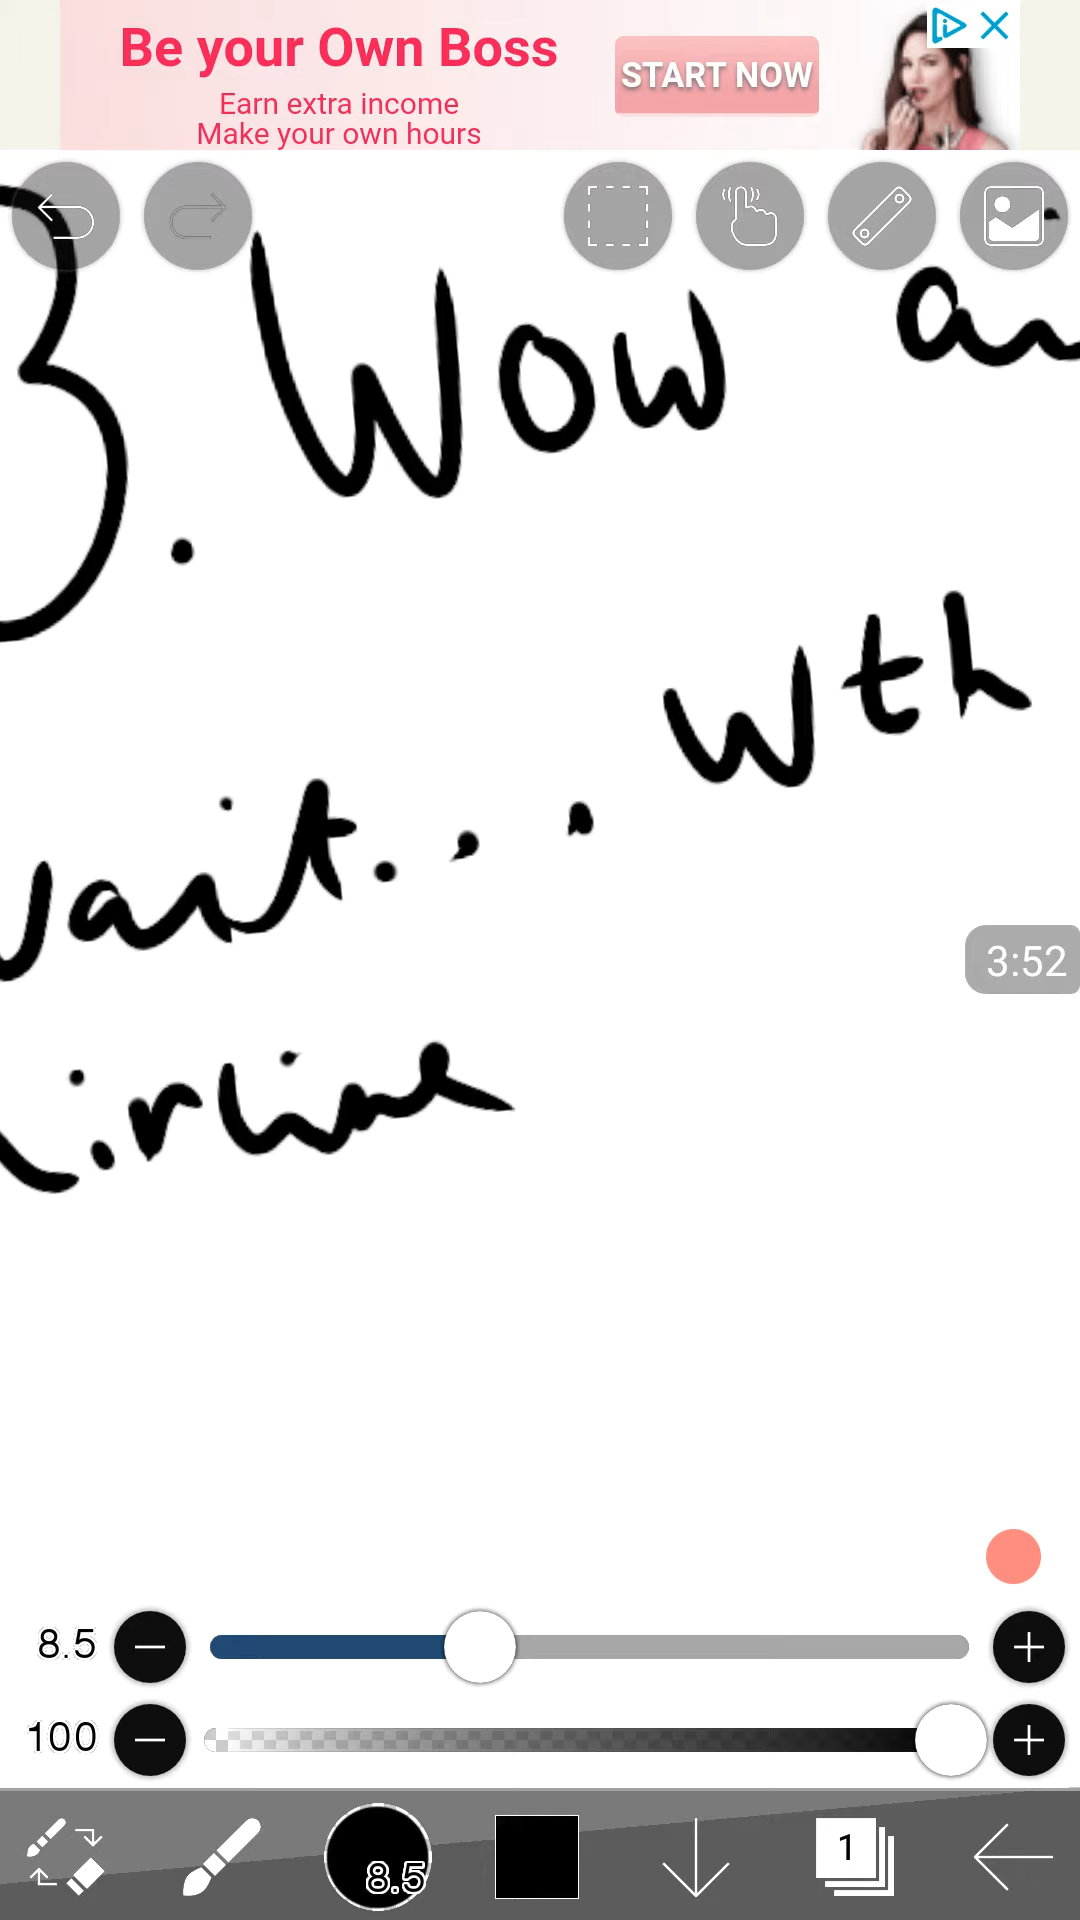 Be your Own Boss
Earn extra income
Make your own hours
START NOW
3. Wow
wait... wth
3:52
8.5
100
8.5
1